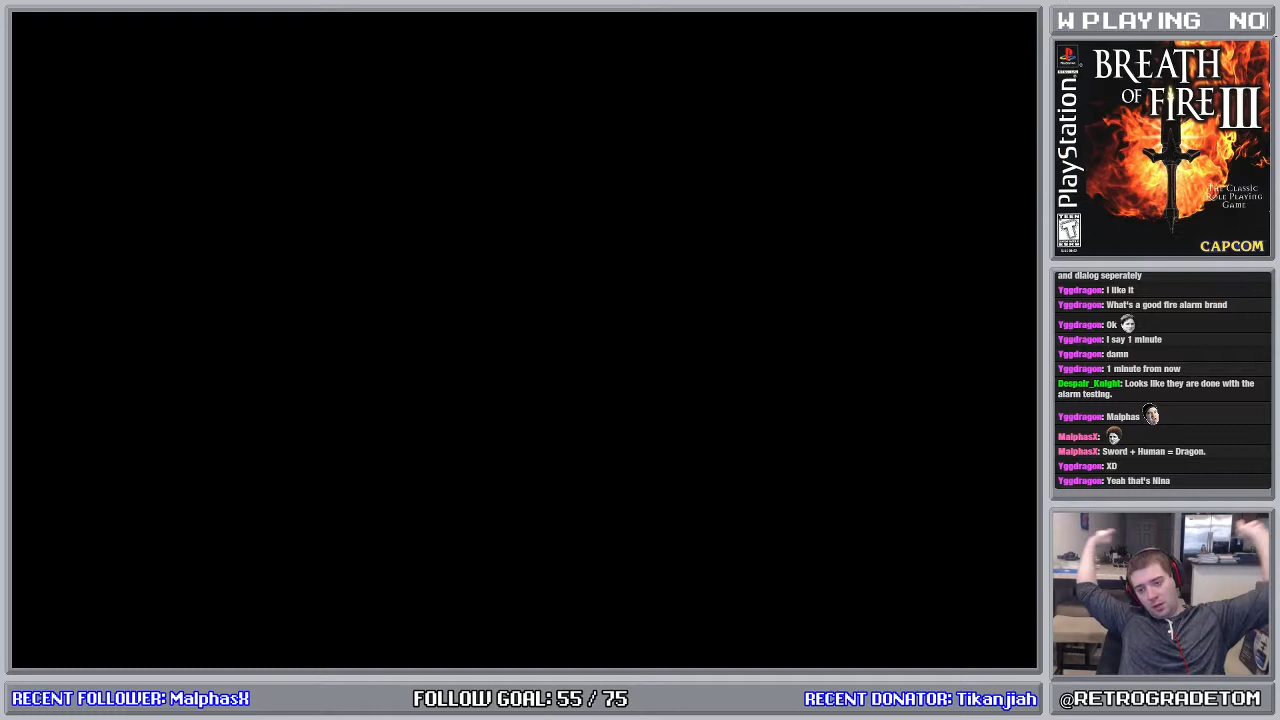 W PLAYING NO
PlayStation
BREATH
OF FIRE III
THE CLASSIC
ROLE PLAYING
GAME
TEEN
T
CAPCOM
and dialog seperately
Yggdragon: I like it
Yggdragon: What's a good fire alarm brand
Yggdragon: Ok
Yggdragon: I say 1 minute
Yggdragon: damn
Yggdragon: 1 minute from now
Despair_Knight: Looks like they are done with the
alarm testing.
Yggdragon: Malphas
MalphasX:
MalphasX: Sword + Human = Dragon.
Yggdragon: XD
Yggdragon: Yeah that's Nina
RECENT FOLLOWER: MalphasX
FOLLOW GOAL: 55 / 75
RECENT DONATOR: Tikanjiah
@RETROGRADETOM